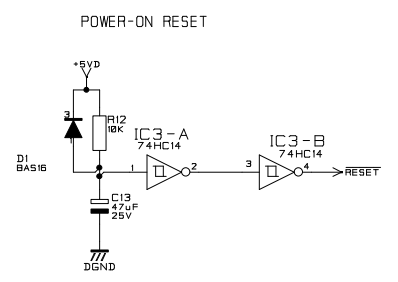 POWER-ON RESET
+5VD
3
R12
10K
IC3-A
74HC14
IC3-B
74HC14
D1
BAS16
1
1
2
3
4
RESET
C13
47uF
25V
DGND